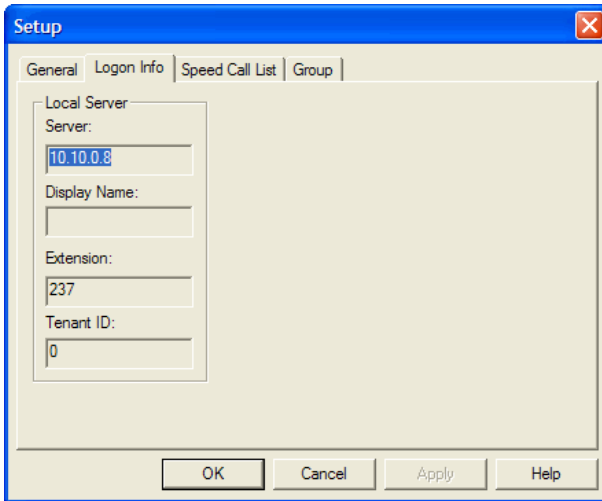 Setup
General Logon Info Speed Call List Group
Local Server
Server:
10.10.0.8
Display Name:
Extension:
237
Tenant ID:
0
OK Cancel Apply Help